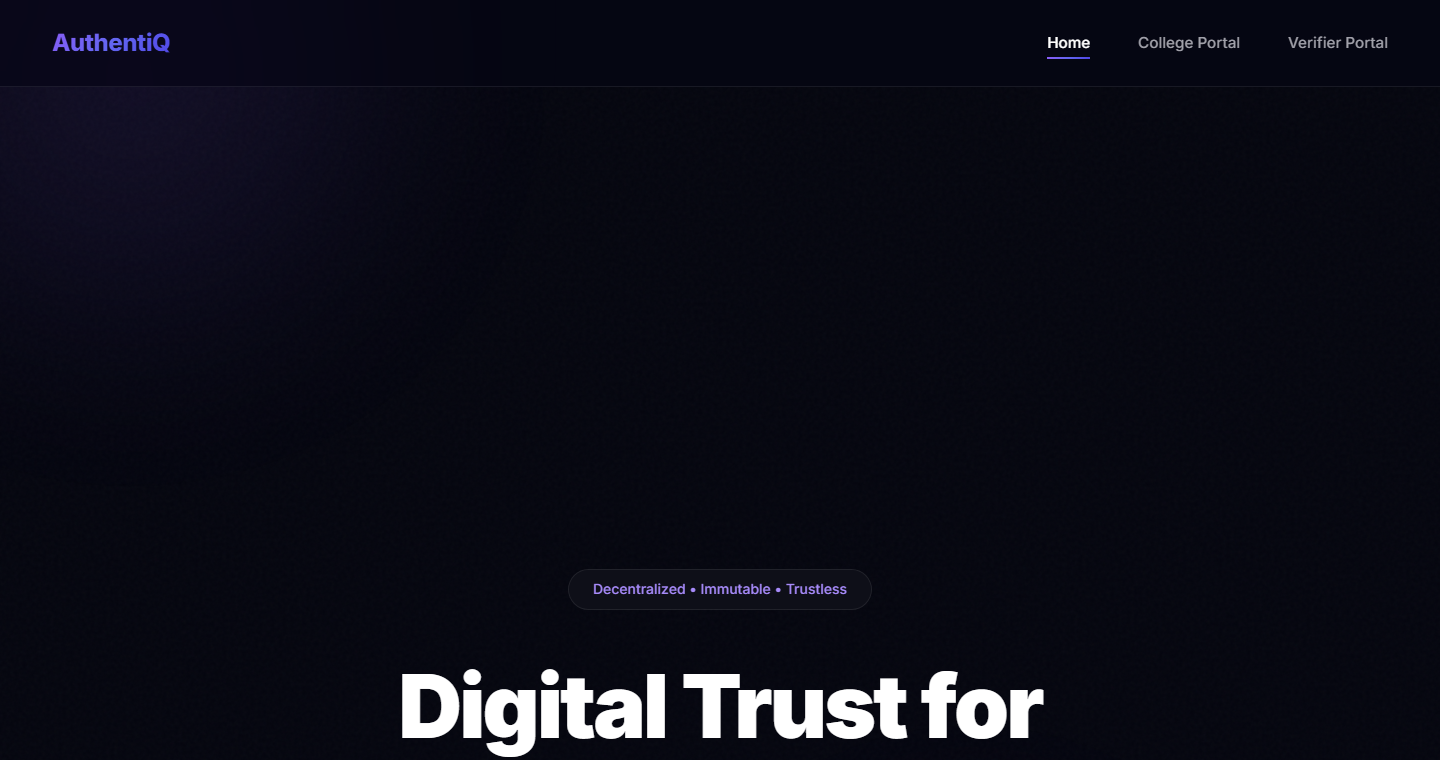 AuthentiQ
Home College Portal Verifier Portal
Decentralized • Immutable • Trustless
Digital Trust for